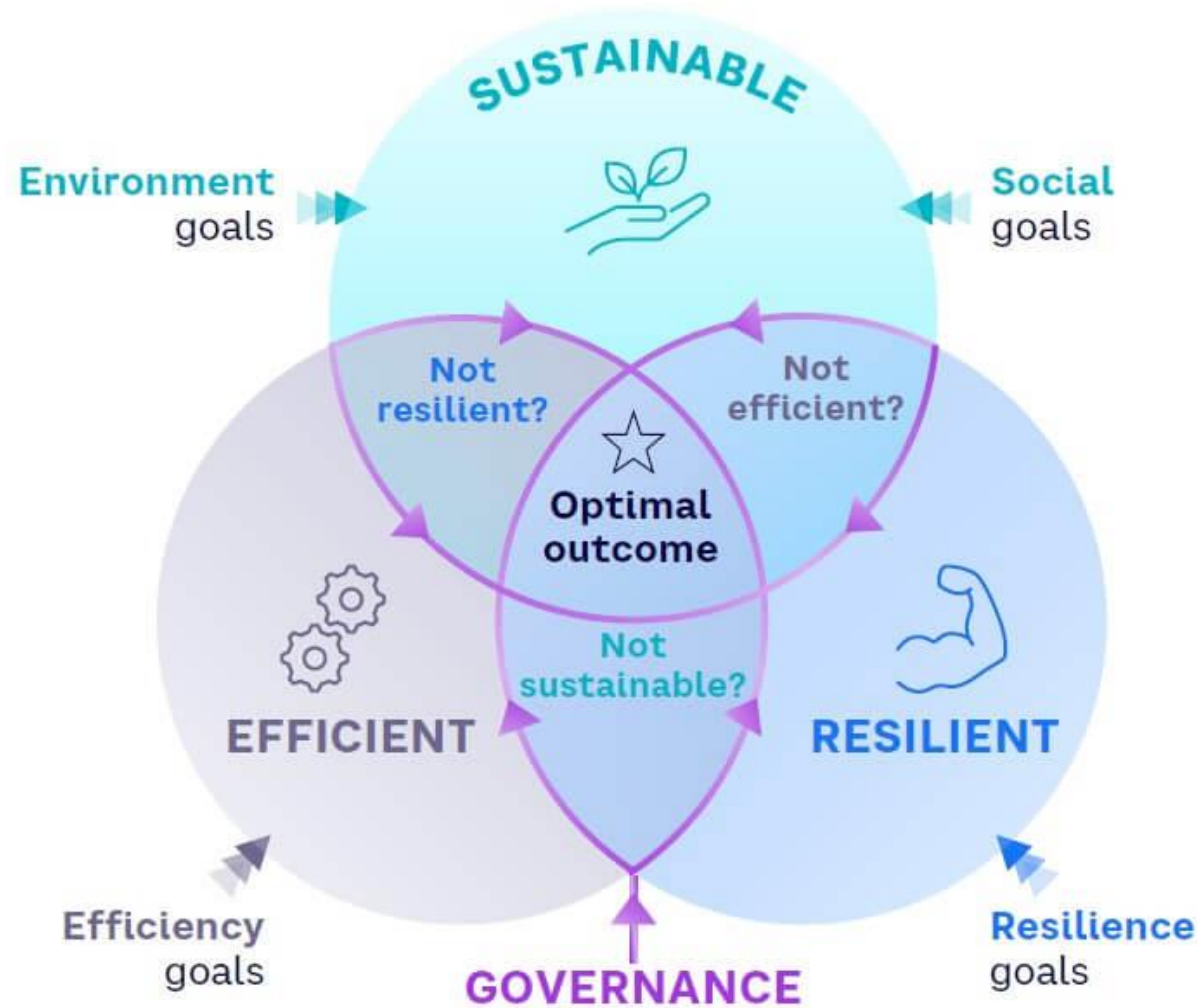 SUSTAINABLE
Environment
goals
Social
goals
Not
resilient?
Not
efficient?
Optimal
outcome
Not
sustainable?
EFFICIENT
RESILIENT
Efficiency
goals
Resilience
goals
GOVERNANCE